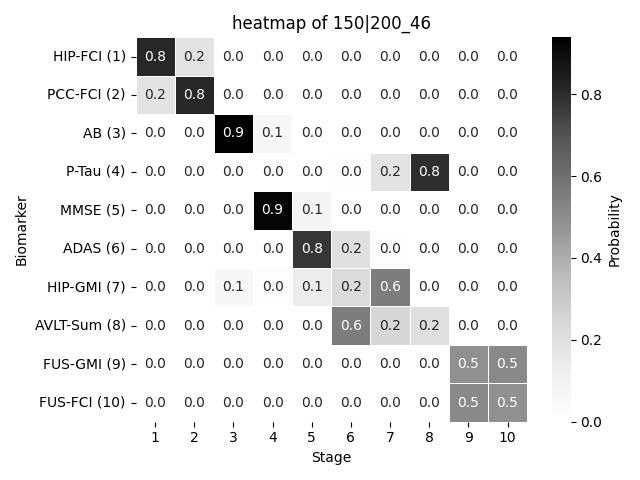 heatmap of 150|200_46
HIP-FCI (1) 0.8 0.2 0.0 0.0 0.0 0.0 0.0 0.0 0.0 0.0
PCC-FCI (2) 0.2 0.8 0.0 0.0 0.0 0.0 0.0 0.0 0.0 0.0
AB (3) 0.0 0.0 0.9 0.1 0.0 0.0 0.0 0.0 0.0 0.0
P-Tau (4) 0.0 0.0 0.0 0.0 0.0 0.0 0.2 0.8 0.0 0.0
MMSE (5) 0.0 0.0 0.0 0.9 0.1 0.0 0.0 0.0 0.0 0.0
ADAS (6) 0.0 0.0 0.0 0.0 0.8 0.2 0.0 0.0 0.0 0.0
HIP-GMI (7) 0.0 0.0 0.1 0.0 0.1 0.2 0.6 0.0 0.0 0.0
AVLT-Sum (8) 0.0 0.0 0.0 0.0 0.0 0.6 0.2 0.2 0.0 0.0
FUS-GMI (9) 0.0 0.0 0.0 0.0 0.0 0.0 0.0 0.0 0.5 0.5
FUS-FCI (10) 0.0 0.0 0.0 0.0 0.0 0.0 0.0 0.0 0.5 0.5
1 2 3 4 5 6 7 8 9 10
Stage
Biomarker
0.8
0.6
0.4
0.2
0.0
Probability